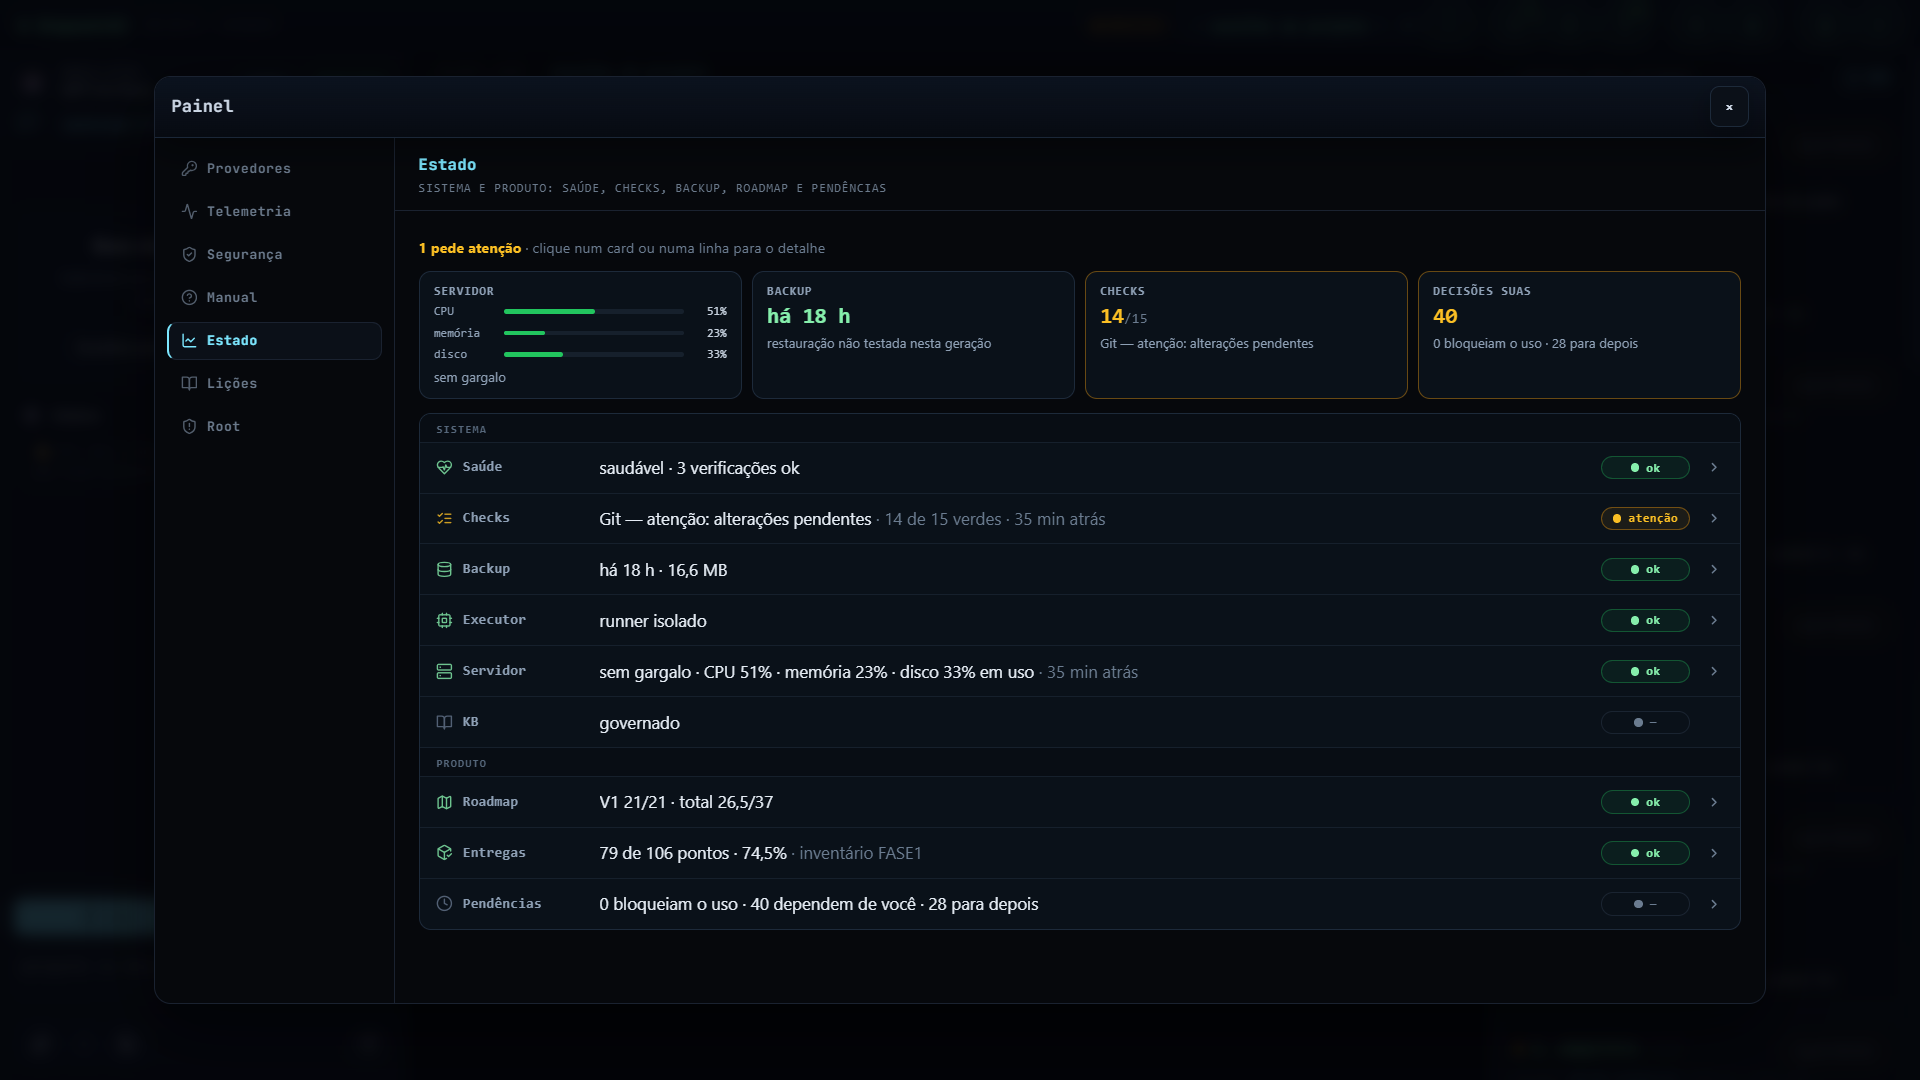 Painel
×
Provedores
Telemetria
Segurança
Manual
Estado
Lições
Root
Estado
SISTEMA E PRODUTO: SAÚDE, CHECKS, BACKUP, ROADMAP E PENDÊNCIAS
1 pede atenção · clique num card ou numa linha para o detalhe
SERVIDOR
CPU 51%
memória 23%
disco 33%
sem gargalo
BACKUP
há 18 h
restauração não testada nesta geração
CHECKS
14/15
Git — atenção: alterações pendentes
DECISÕES SUAS
40
0 bloqueiam o uso · 28 para depois
SISTEMA
Saúde saudável · 3 verificações ok ok
Checks Git — atenção: alterações pendentes · 14 de 15 verdes · 35 min atrás atenção
Backup há 18 h · 16,6 MB ok
Executor runner isolado ok
Servidor sem gargalo · CPU 51% · memória 23% · disco 33% em uso · 35 min atrás ok
KB governado —
PRODUTO
Roadmap V1 21/21 · total 26,5/37 ok
Entregas 79 de 106 pontos · 74,5% · inventário FASE1 ok
Pendências 0 bloqueiam o uso · 40 dependem de você · 28 para depois —